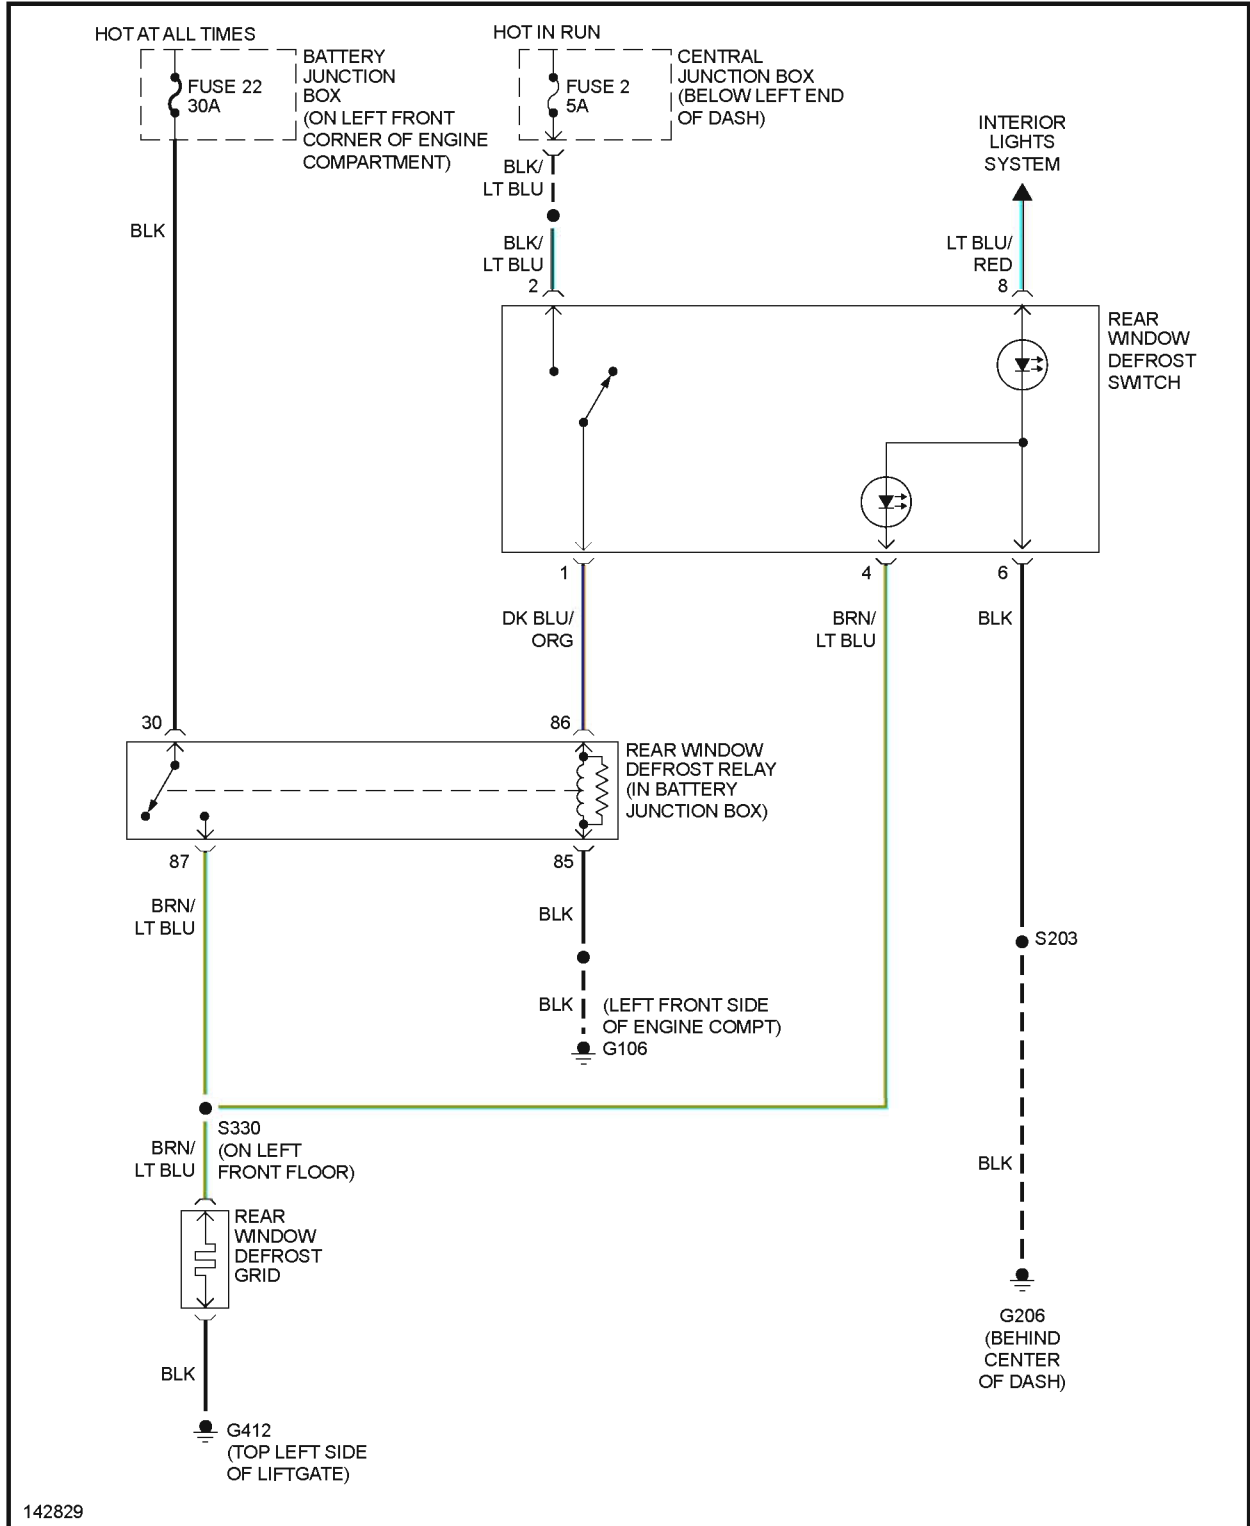 HOT AT ALL TIMES
FUSE 22
30A
BATTERY
JUNCTION
BOX
(ON LEFT FRONT
CORNER OF ENGINE
COMPARTMENT)
HOT IN RUN
FUSE 2
5A
CENTRAL
JUNCTION BOX
(BELOW LEFT END
OF DASH)
INTERIOR
LIGHTS
SYSTEM
BLK/
LT BLU
BLK
BLK/
LT BLU
2
LT BLU/
RED
8
REAR
WINDOW
DEFROST
SWITCH
1
4
6
DK BLU/
ORG
BRN/
LT BLU
BLK
30
86
REAR WINDOW
DEFROST RELAY
(IN BATTERY
JUNCTION BOX)
87
85
BRN/
LT BLU
BLK
S203
BLK
(LEFT FRONT SIDE
OF ENGINE COMPT)
G106
S330
(ON LEFT
FRONT FLOOR)
BRN/
LT BLU
BLK
REAR
WINDOW
DEFROST
GRID
G206
(BEHIND
CENTER
OF DASH)
BLK
G412
(TOP LEFT SIDE
OF LIFTGATE)
142829